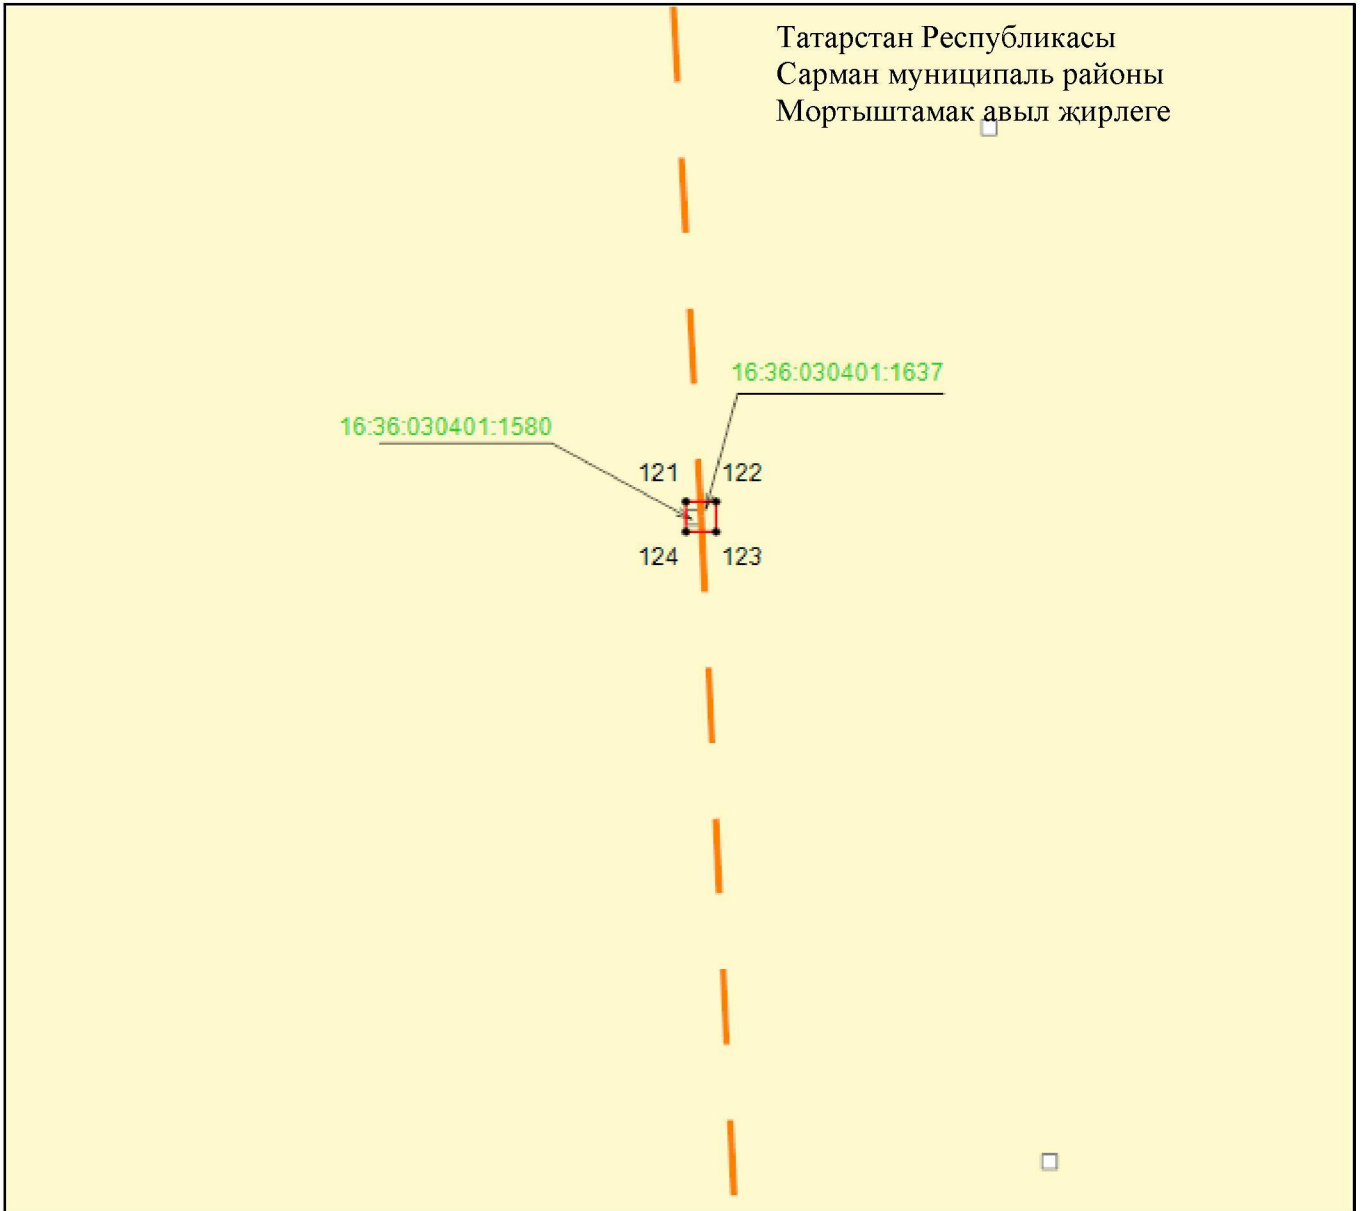 Татарстан Республикасы
Сарман муниципаль районы
Мортыштамак авыл җирлеге
16:36:030401:1637
16:36:030401:1580
121 122
124 123